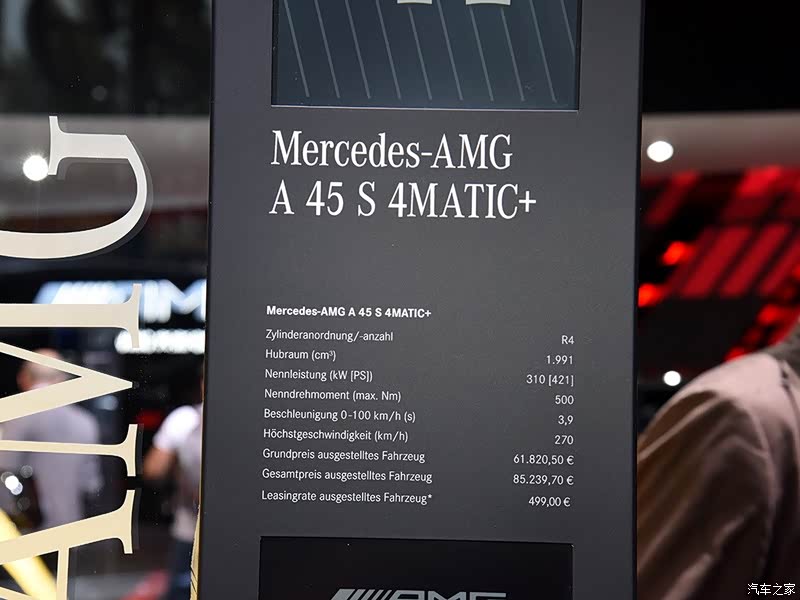 Mercedes-AMG
A 45 S 4MATIC+
Mercedes-AMG A 45 S 4MATIC+
Zylinderanordnung/-anzahl R4
Hubraum (cm³) 1.991
Nennleistung (kW [PS]) 310 [421]
Nenndrehmoment (max. Nm) 500
Beschleunigung 0-100 km/h (s) 3,9
Höchstgeschwindigkeit (km/h) 270
Grundpreis ausgestelltes Fahrzeug 61.820,50 €
Gesamtpreis ausgestelltes Fahrzeug 85.239,70 €
Leasingrate ausgestelltes Fahrzeug* 499,00 €
AMG
AMG
汽车之家